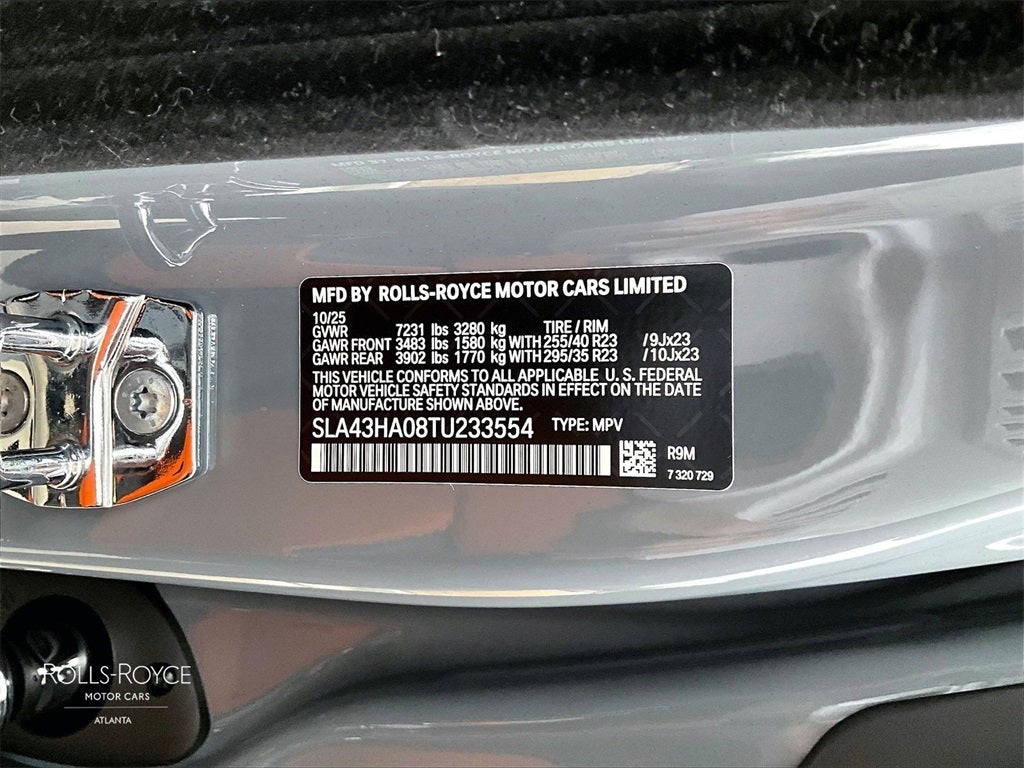 MFD BY ROLLS-ROYCE MOTOR CARS LIMITED
10/25
GVWR 7231 lbs 3280 kg TIRE / RIM
GAWR FRONT 3483 lbs 1580 kg WITH 255/40 R23 /9Jx23
GAWR REAR 3902 lbs 1770 kg WITH 295/35 R23 /10Jx23
THIS VEHICLE CONFORMS TO ALL APPLICABLE U. S. FEDERAL
MOTOR VEHICLE SAFETY STANDARDS IN EFFECT ON THE DATE
OF MANUFACTURE SHOWN ABOVE.
SLA43HA08TU233554 TYPE: MPV
R9M
7 320 729
ROLLS-ROYCE
MOTOR CARS
ATLANTA